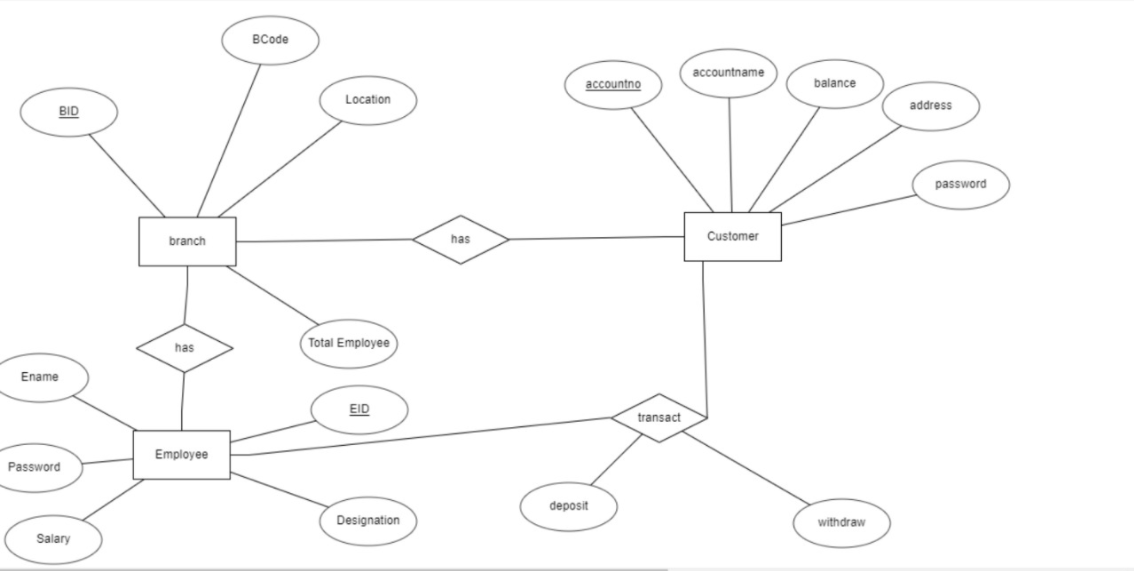 BCode
accountname
accountno
balance
Location
address
BID
password
branch
has
Customer
has
Total Employee
Ename
EID
transact
Employee
Password
deposit
Designation
withdraw
Salary